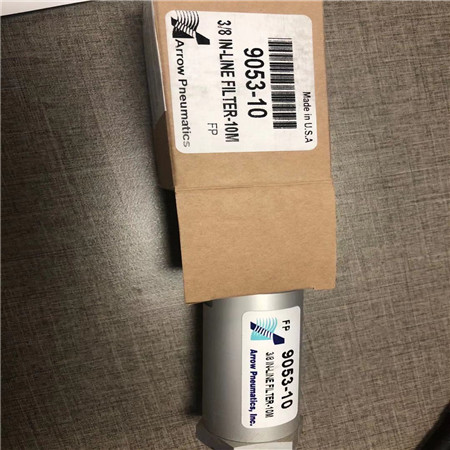 Arrow Pneumatics
3/8 IN-LINE FILTER-10M
9053-10
FP
Made in U.S.A
FP
9053-10
3/8 IN-LINE FILTER-10M
Arrow Pneumatics, Inc.